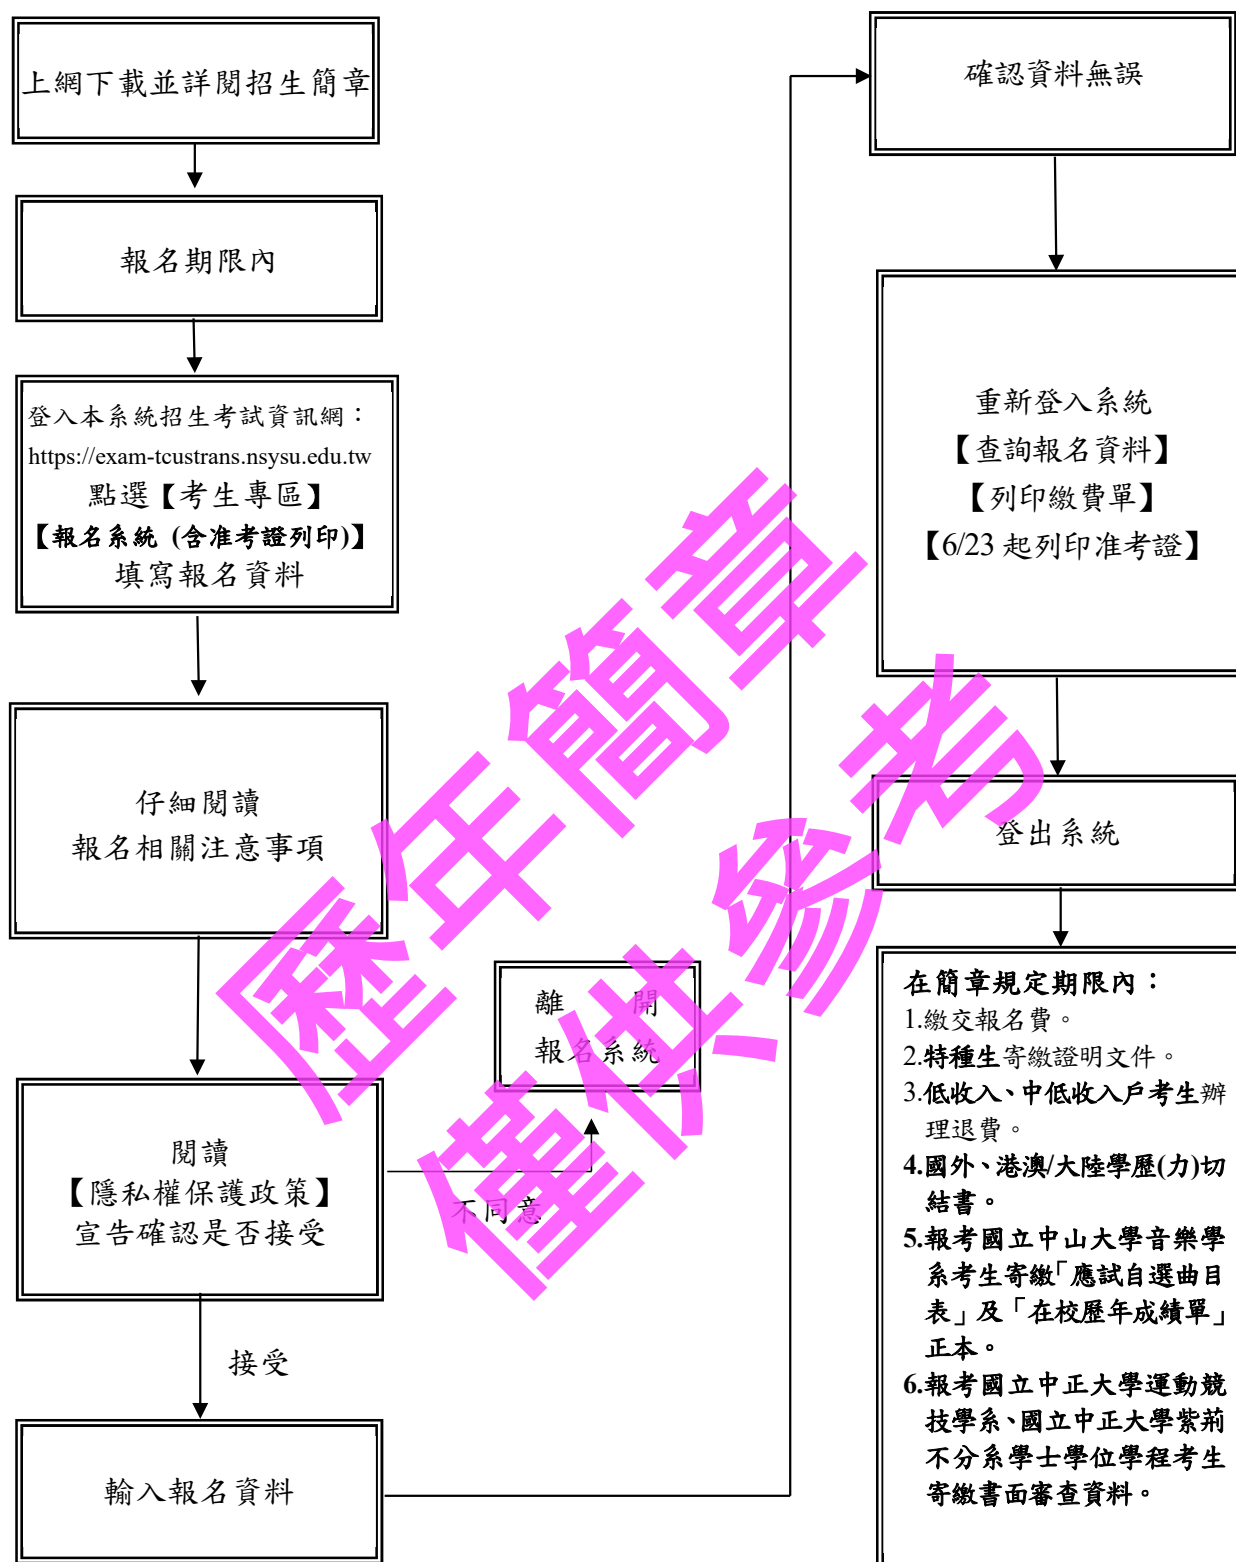 上網下載並詳閱招生簡章
報名期限內
登入本系統招生考試資訊網：
https://exam-tcustrans.nsysu.edu.tw
點選【考生專區】
【報名系統 (含准考證列印)】
填寫報名資料
仔細閱讀
報名相關注意事項
閱讀
【隱私權保護政策】
宣告確認是否接受
不同意
離　　開
報名系統
接受
輸入報名資料
確認資料無誤
重新登入系統
【查詢報名資料】
【列印繳費單】
【6/23 起列印准考證】
登出系統
在簡章規定期限內：
1.繳交報名費。
2.特種生寄繳證明文件。
3.低收入、中低收入戶考生辦
理退費。
4.國外、港澳/大陸學歷(力)切
結書。
5.報考國立中山大學音樂學
系考生寄繳「應試自選曲目
表」及「在校歷年成績單」
正本。
6.報考國立中正大學運動競
技學系、國立中正大學紫荊
不分系學士學位學程考生
寄繳書面審查資料。
歷年簡章
僅供參考